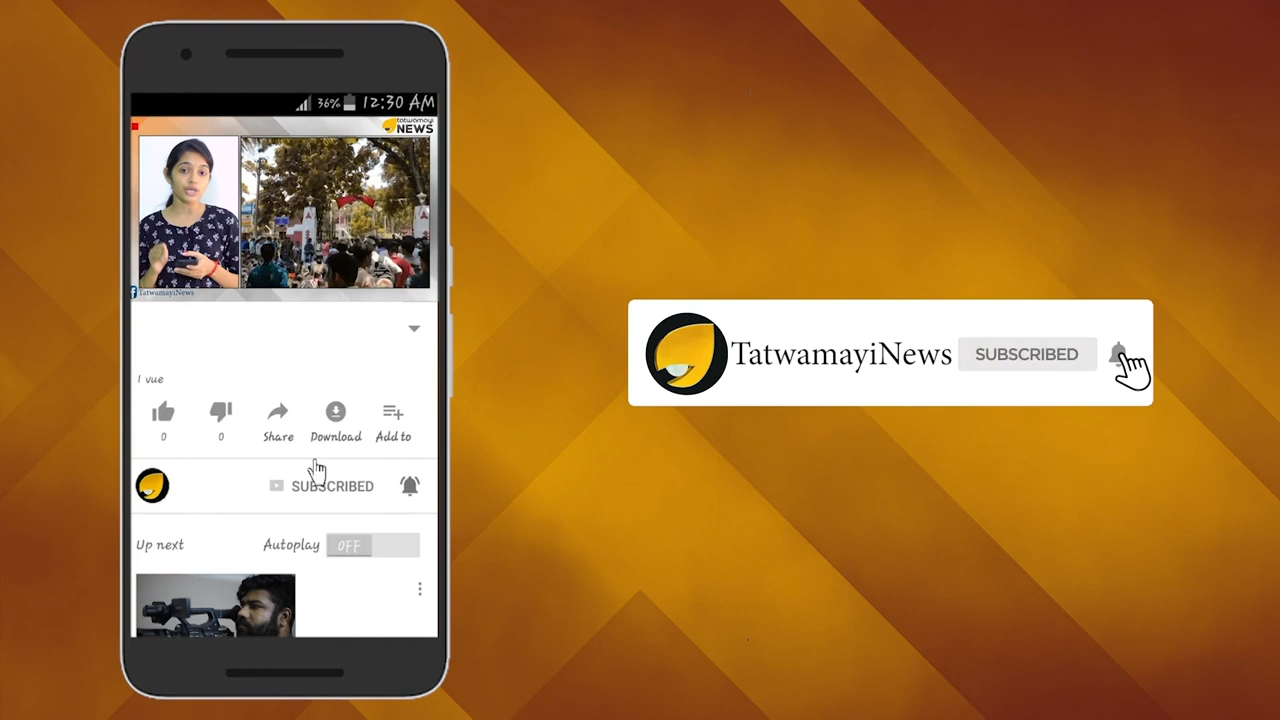 36% 12:30 AM
tatwamayi
NEWS
TatwamayiNews
1 vue
0 0 Share Download Add to
SUBSCRIBED
Up next Autoplay OFF
TatwamayiNews SUBSCRIBED